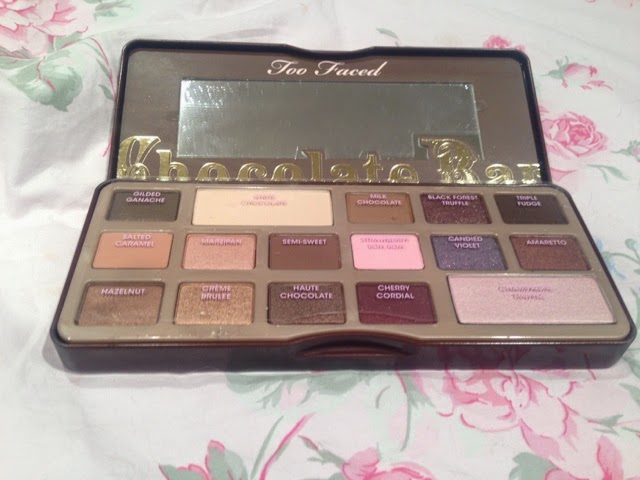 Too Faced
Chocolate Bar
GILDED
GANACHE
WHITE
CHOCOLATE
MILK
CHOCOLATE
BLACK FOREST
TRUFFLE
TRIPLE
FUDGE
SALTED
CARAMEL
MARZIPAN
SEMI-SWEET
STRAWBERRY
BON BON
CANDIED
VIOLET
AMARETTO
HAZELNUT
CRÈME
BRULEE
HAUTE
CHOCOLATE
CHERRY
CORDIAL
CHAMPAGNE
TRUFFLE